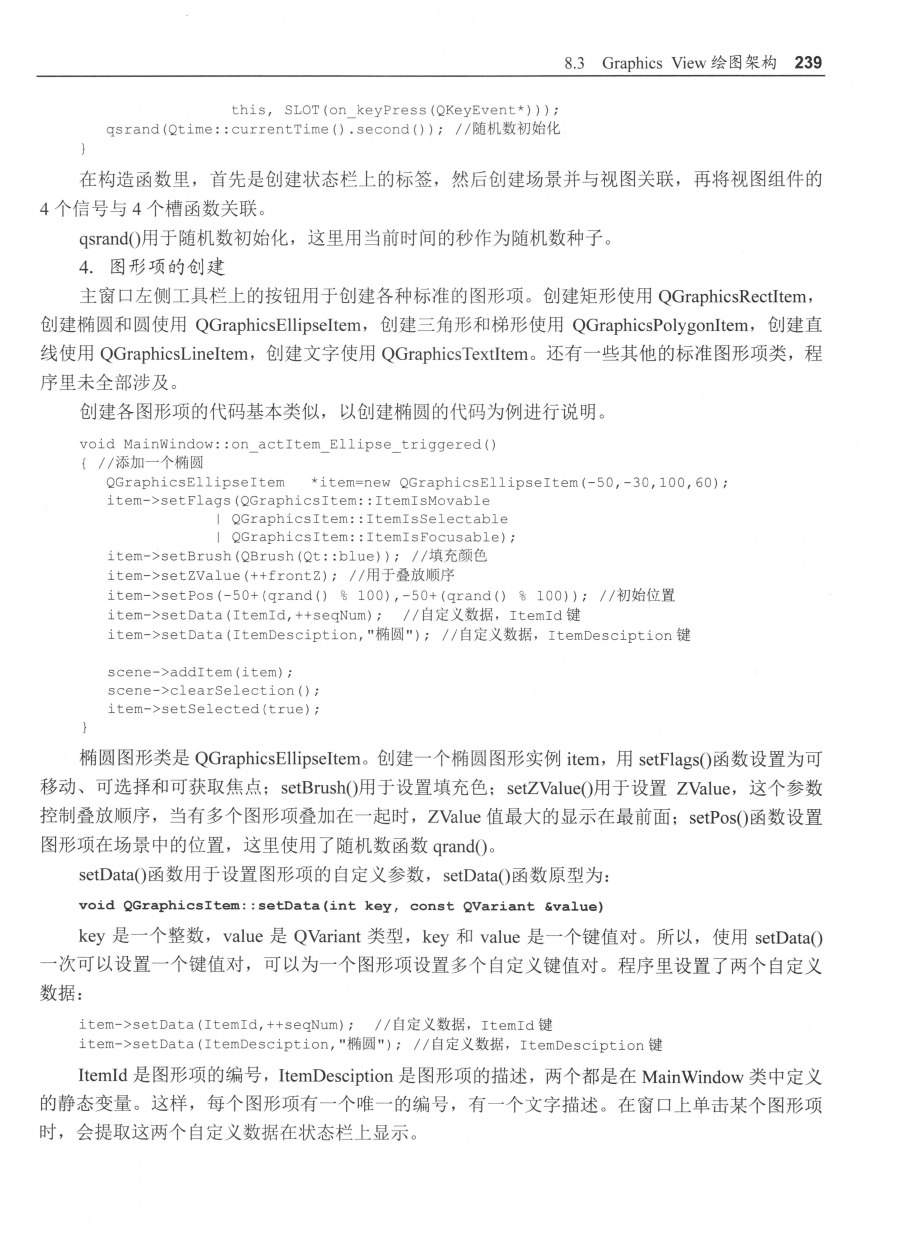 8.3 Graphics View 绘图架构 239
this, SLOT(on_keyPress(QKeyEvent*)));
qsrand(Qtime::currentTime().second()); //随机数初始化
}
在构造函数里，首先是创建状态栏上的标签，然后创建场景并与视图关联，再将视图组件的
4 个信号与 4 个槽函数关联。
qsrand()用于随机数初始化，这里用当前时间的秒作为随机数种子。
4. 图形项的创建
主窗口左侧工具栏上的按钮用于创建各种标准的图形项。创建矩形使用 QGraphicsRectItem，
创建椭圆和圆使用 QGraphicsEllipseItem，创建三角形和梯形使用 QGraphicsPolygonItem，创建直
线使用 QGraphicsLineItem，创建文字使用 QGraphicsTextItem。还有一些其他的标准图形项类，程
序里未全部涉及。
创建各图形项的代码基本类似，以创建椭圆的代码为例进行说明。
void MainWindow::on_actItem_Ellipse_triggered()
{ //添加一个椭圆
QGraphicsEllipseItem *item=new QGraphicsEllipseItem(-50,-30,100,60);
item->setFlags(QGraphicsItem::ItemIsMovable
| QGraphicsItem::ItemIsSelectable
| QGraphicsItem::ItemIsFocusable);
item->setBrush(QBrush(Qt::blue)); //填充颜色
item->setZValue(++frontZ); //用于叠放顺序
item->setPos(-50+(qrand() % 100),-50+(qrand() % 100)); //初始位置
item->setData(ItemId,++seqNum); //自定义数据，ItemId 键
item->setData(ItemDesciption,"椭圆"); //自定义数据，ItemDesciption 键
scene->addItem(item);
scene->clearSelection();
item->setSelected(true);
}
椭圆图形类是 QGraphicsEllipseItem。创建一个椭圆图形实例 item，用 setFlags()函数设置为可
移动、可选择和可获取焦点；setBrush()用于设置填充色；setZValue()用于设置 ZValue，这个参数
控制叠放顺序，当有多个图形项叠加在一起时，ZValue 值最大的显示在最前面；setPos()函数设置
图形项在场景中的位置，这里使用了随机数函数 qrand()。
setData()函数用于设置图形项的自定义参数，setData()函数原型为：
void QGraphicsItem::setData(int key, const QVariant &value)
key 是一个整数，value 是 QVariant 类型，key 和 value 是一个键值对。所以，使用 setData()
一次可以设置一个键值对，可以为一个图形项设置多个自定义键值对。程序里设置了两个自定义
数据：
item->setData(ItemId,++seqNum); //自定义数据，ItemId 键
item->setData(ItemDesciption,"椭圆"); //自定义数据，ItemDesciption 键
ItemId 是图形项的编号，ItemDesciption 是图形项的描述，两个都是在 MainWindow 类中定义
的静态变量。这样，每个图形项有一个唯一的编号，有一个文字描述。在窗口上单击某个图形项
时，会提取这两个自定义数据在状态栏上显示。